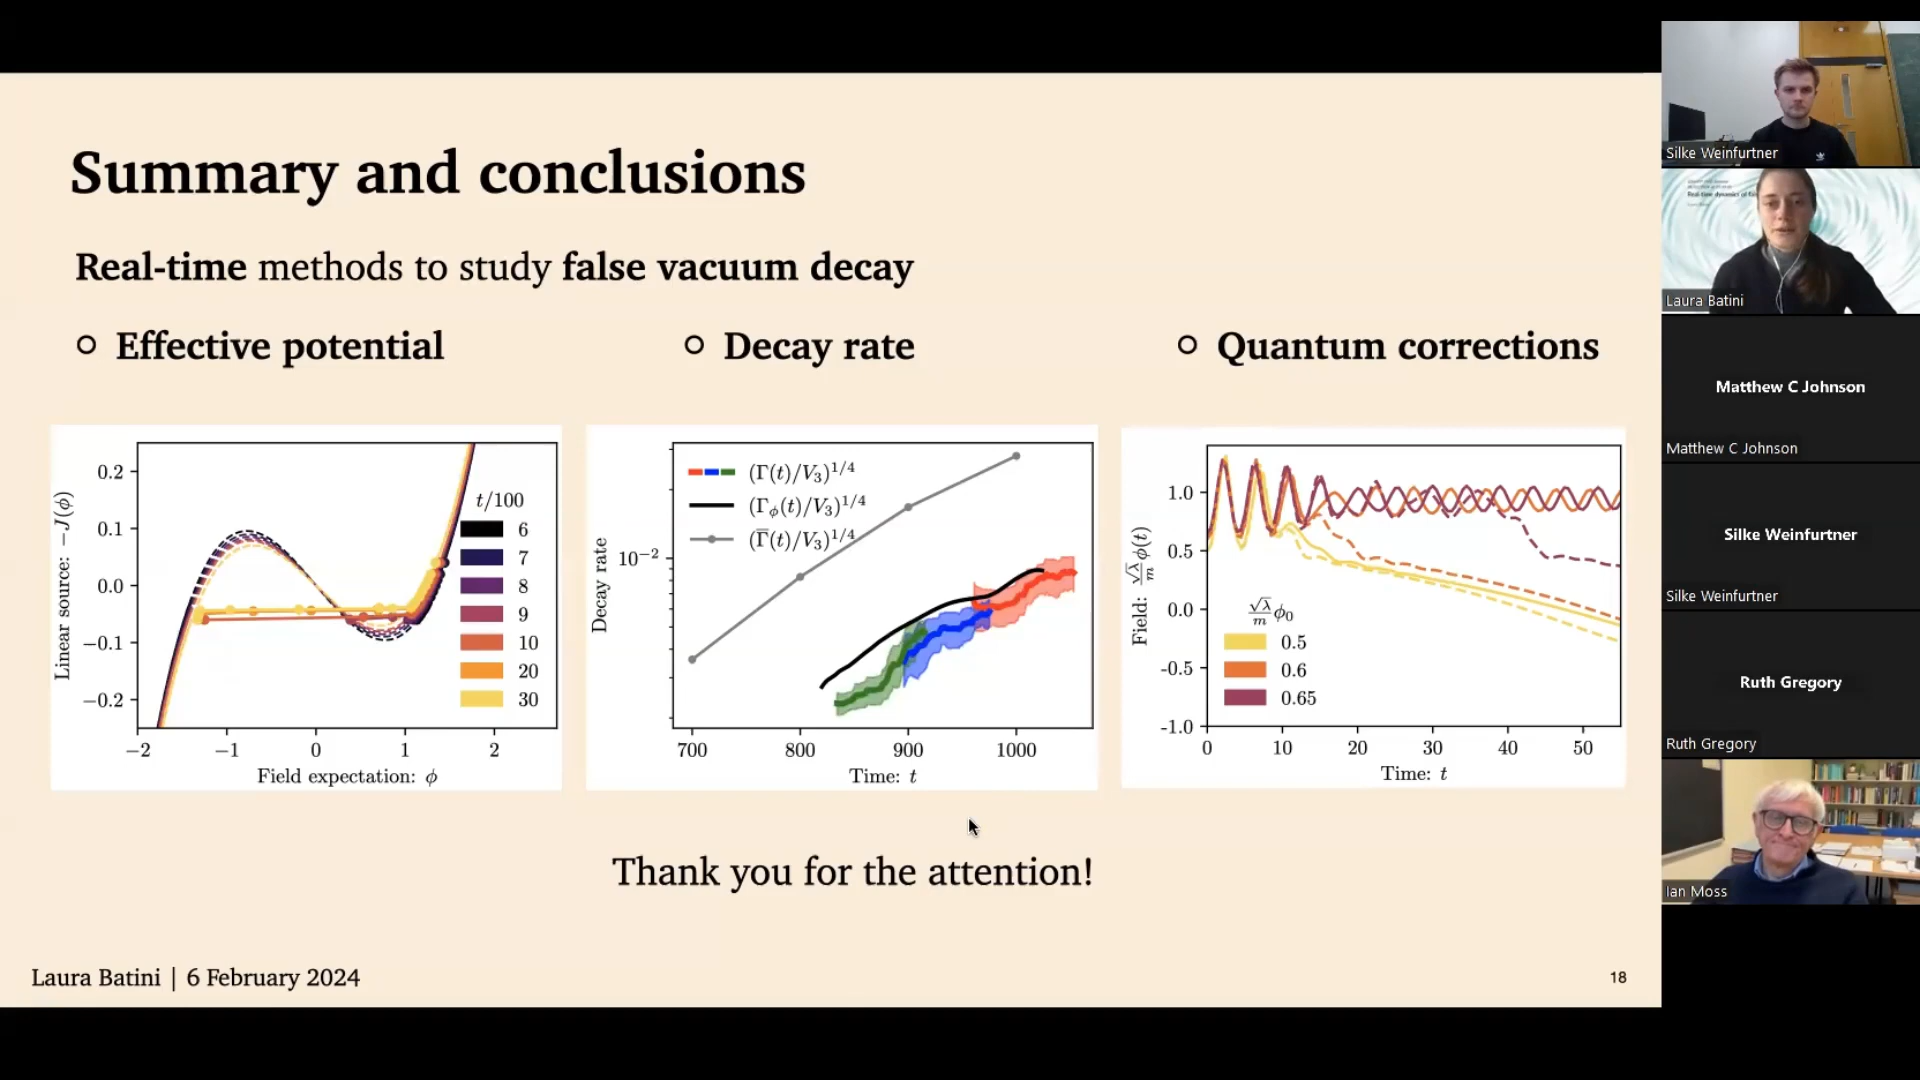 Summary and conclusions
Real-time methods to study false vacuum decay
Effective potential
Decay rate
Quantum corrections
Linear source: −J(ϕ)
0.2
0.1
0.0
−0.1
−0.2
t/100
6
7
8
9
10
20
30
−2 −1 0 1 2
Field expectation: ϕ
Decay rate
10⁻²
(Γ(t)/V₃)^1/4
(Γ_ϕ(t)/V₃)^1/4
(Γ̅(t)/V₃)^1/4
700 800 900 1000
Time: t
Field: √λ/m ϕ(t)
1.0
0.5
0.0
-0.5
-1.0
√λ/m ϕ₀
0.5
0.6
0.65
0 10 20 30 40 50
Time: t
Thank you for the attention!
Laura Batini | 6 February 2024
18
Silke Weinfurtner
Laura Batini
Matthew C Johnson
Matthew C Johnson
Silke Weinfurtner
Silke Weinfurtner
Ruth Gregory
Ruth Gregory
Ian Moss